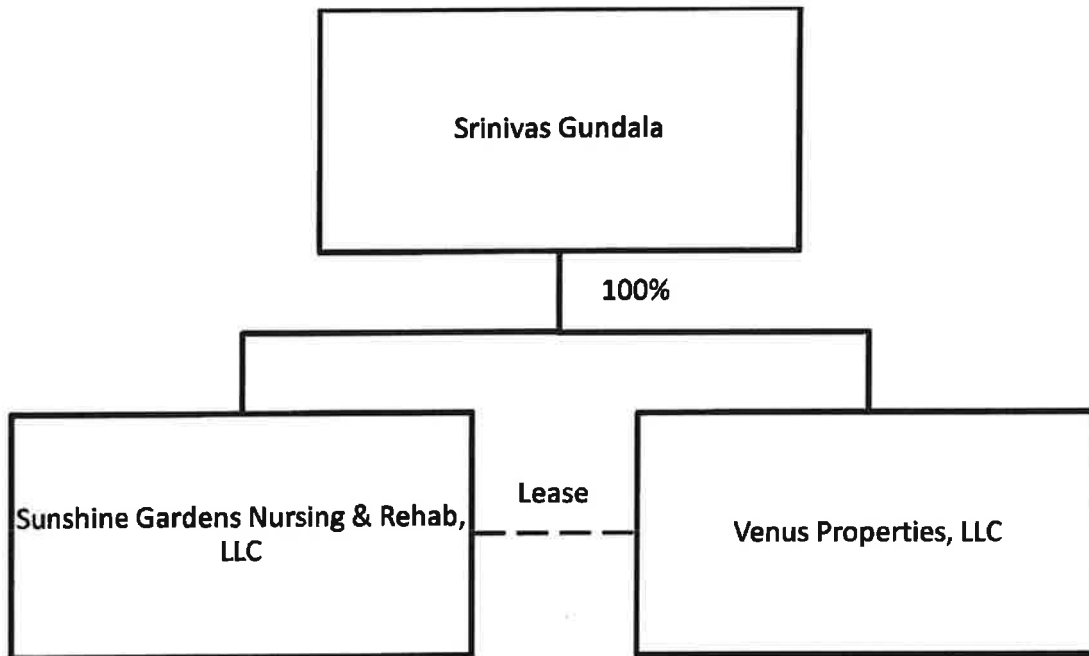 Srinivas Gundala
100%
Sunshine Gardens Nursing & Rehab,
LLC
Lease
Venus Properties, LLC